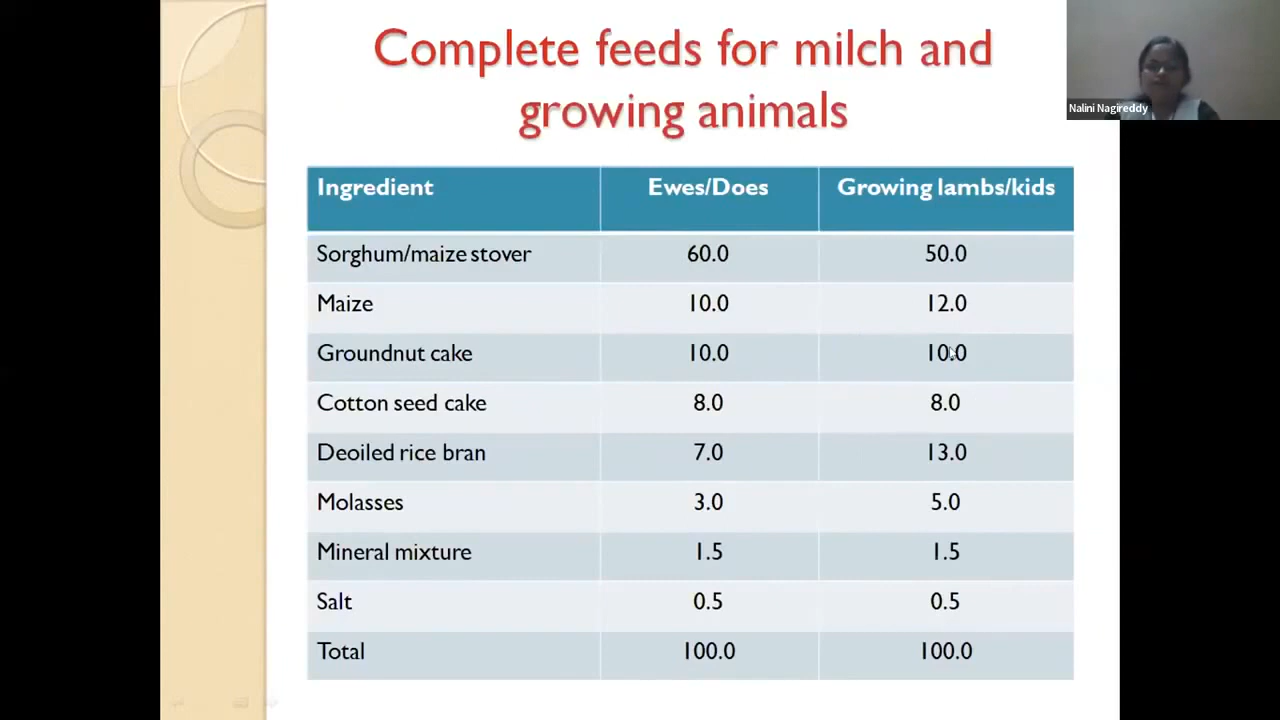 Complete feeds for milch and
growing animals
Nalini Nagireddy
Ingredient Ewes/Does Growing lambs/kids
Sorghum/maize stover 60.0 50.0
Maize 10.0 12.0
Groundnut cake 10.0 10.0
Cotton seed cake 8.0 8.0
Deoiled rice bran 7.0 13.0
Molasses 3.0 5.0
Mineral mixture 1.5 1.5
Salt 0.5 0.5
Total 100.0 100.0